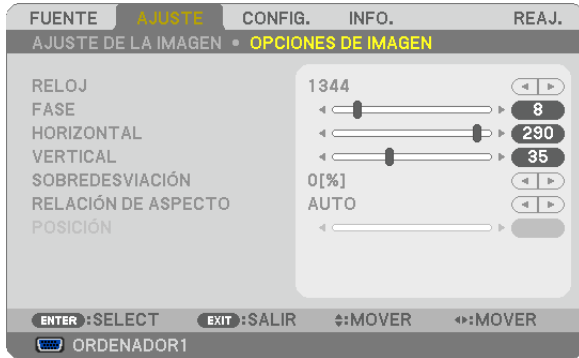 FUENTE AJUSTE CONFIG. INFO. REAJ.
AJUSTE DE LA IMAGEN • OPCIONES DE IMAGEN
RELOJ 1344
FASE 8
HORIZONTAL 290
VERTICAL 35
SOBREDESVIACIÓN 0[%]
RELACIÓN DE ASPECTO AUTO
POSICIÓN
ENTER :SELECT EXIT :SALIR :MOVER :MOVER
ORDENADOR1